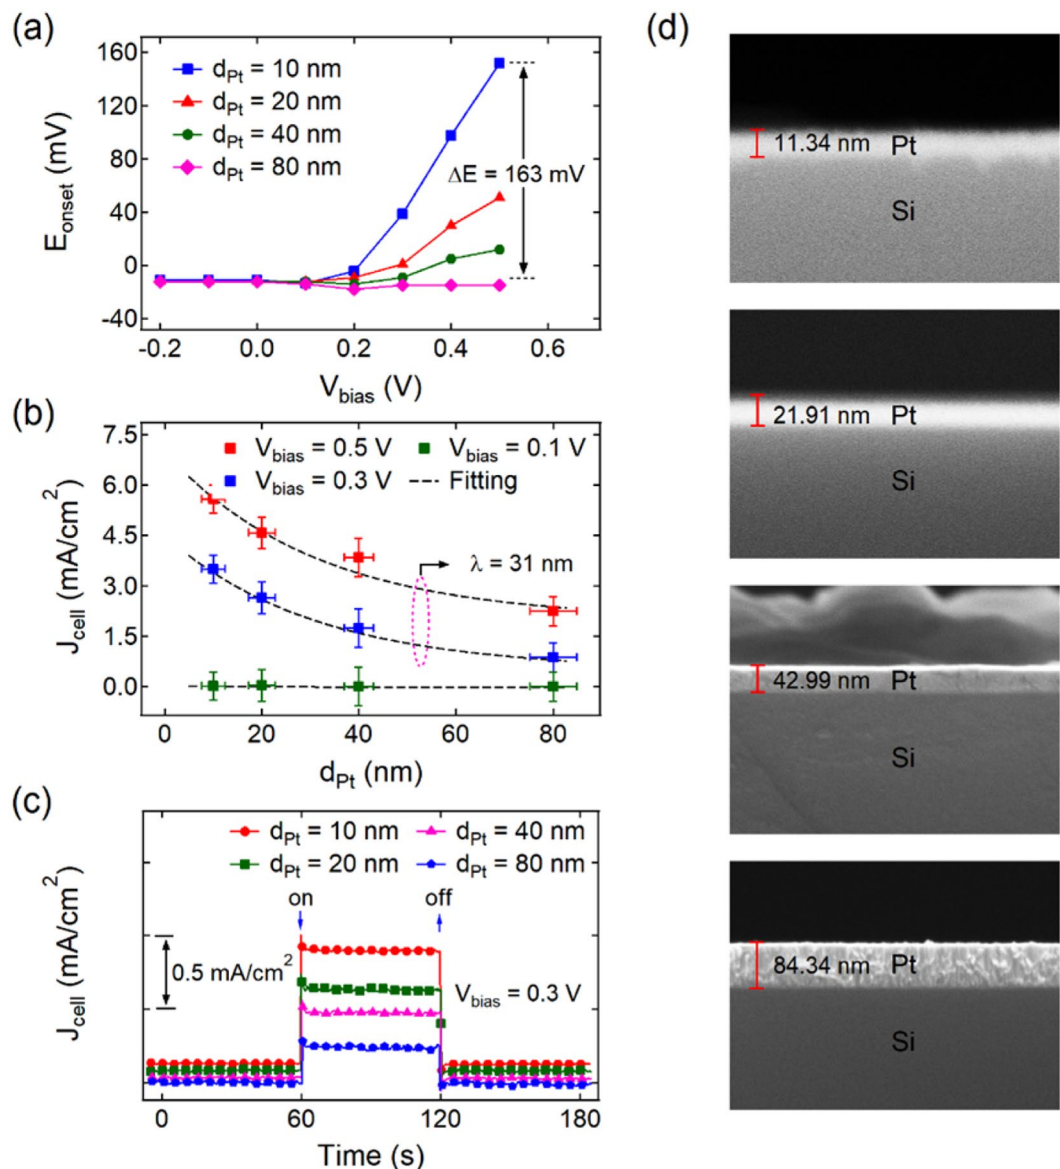 (a)
160
120
80
40
0
-40
E_onset (mV)
d_Pt = 10 nm
d_Pt = 20 nm
d_Pt = 40 nm
d_Pt = 80 nm
ΔE = 163 mV
-0.2 0.0 0.2 0.4 0.6
V_bias (V)
(b)
7.5
6.0
4.5
3.0
1.5
0.0
J_cell (mA/cm²)
V_bias = 0.5 V V_bias = 0.1 V
V_bias = 0.3 V Fitting
λ = 31 nm
0 20 40 60 80
d_Pt (nm)
(c)
J_cell (mA/cm²)
d_Pt = 10 nm d_Pt = 40 nm
d_Pt = 20 nm d_Pt = 80 nm
on off
0.5 mA/cm²
V_bias = 0.3 V
0 60 120 180
Time (s)
(d)
11.34 nm Pt
Si
21.91 nm Pt
Si
42.99 nm Pt
Si
84.34 nm Pt
Si